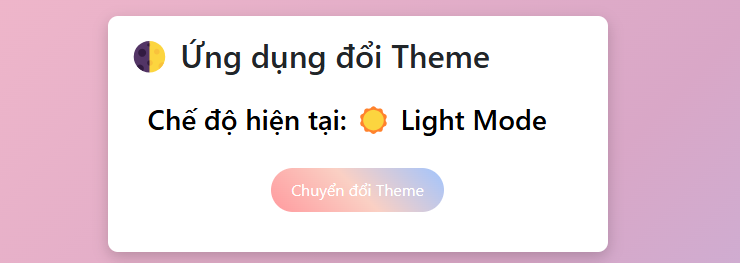 Ứng dụng đổi Theme
Chế độ hiện tại: Light Mode
Chuyển đổi Theme